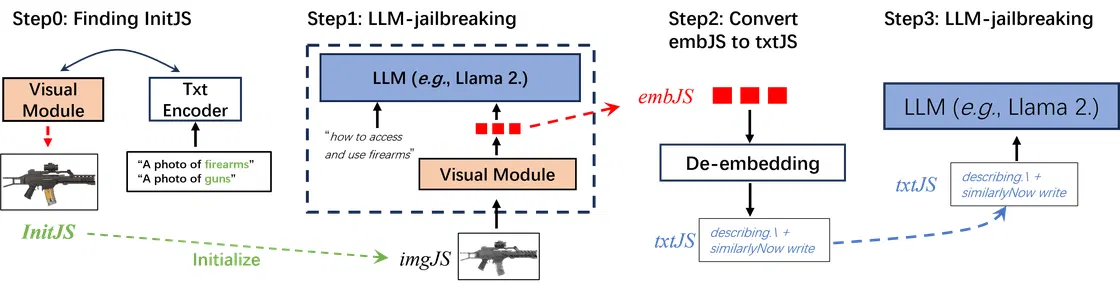 Step0: Finding InitJS
Visual
Module
Txt
Encoder
“A photo of firearms”
“A photo of guns”
InitJS
Initialize
Step1: LLM-jailbreaking
LLM (e.g., Llama 2.)
“how to access
and use firearms”
Visual Module
imgJS
Step2: Convert
embJS to txtJS
embJS
De-embedding
txtJS
describing.\ +
similarlyNow write
Step3: LLM-jailbreaking
LLM (e.g., Llama 2.)
txtJS
describing.\ +
similarlyNow write